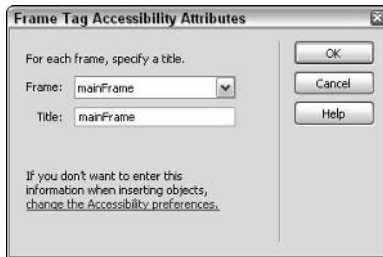 Frame Tag Accessibility Attributes
For each frame, specify a title.
Frame: mainFrame
Title: mainFrame
If you don't want to enter this
information when inserting objects,
change the Accessibility preferences.
OK
Cancel
Help